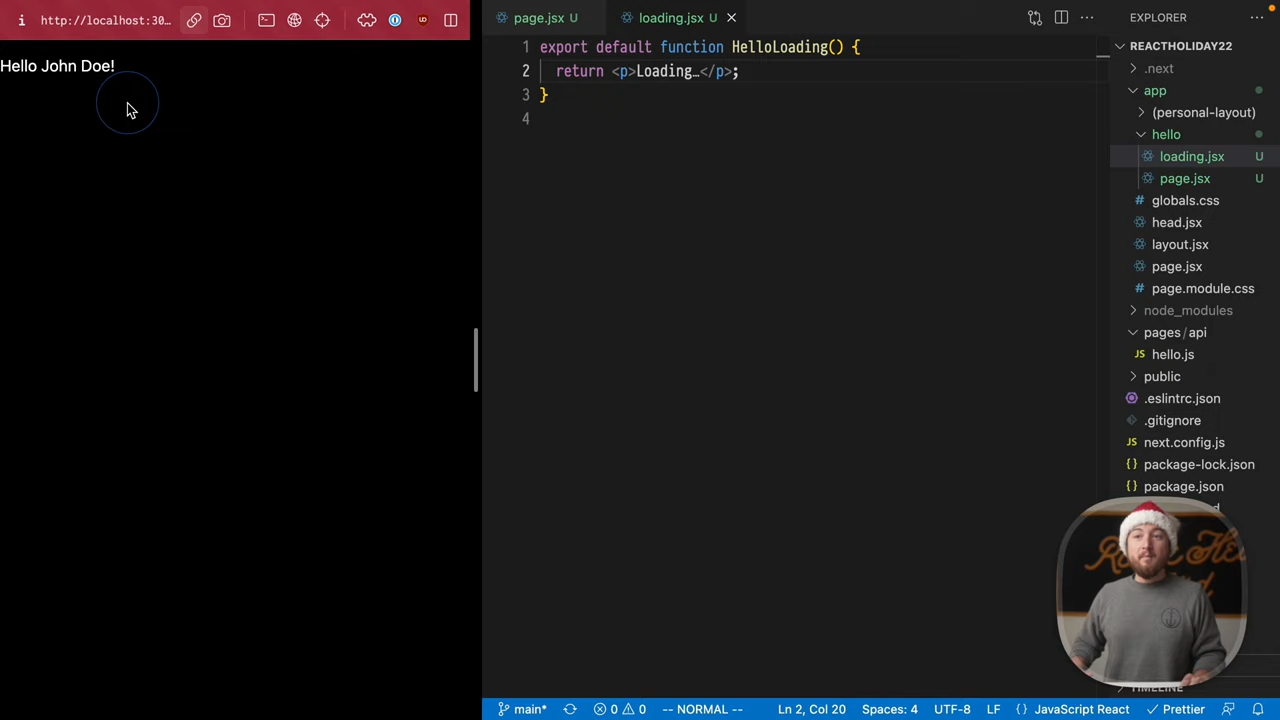 http://localhost:30…
Hello John Doe!
page.jsx U
loading.jsx U
1 export default function HelloLoading() {
2 return <p>Loading…</p>;
3 }
4
EXPLORER
REACTHOLIDAY22
.next
app
(personal-layout)
hello
loading.jsx U
page.jsx U
globals.css
head.jsx
layout.jsx
page.jsx
page.module.css
node_modules
pages/api
hello.js
public
.eslintrc.json
.gitignore
next.config.js
package-lock.json
package.json
TIMELINE
main* 0 0 -- NORMAL -- Ln 2, Col 20 Spaces: 4 UTF-8 LF JavaScript React Prettier